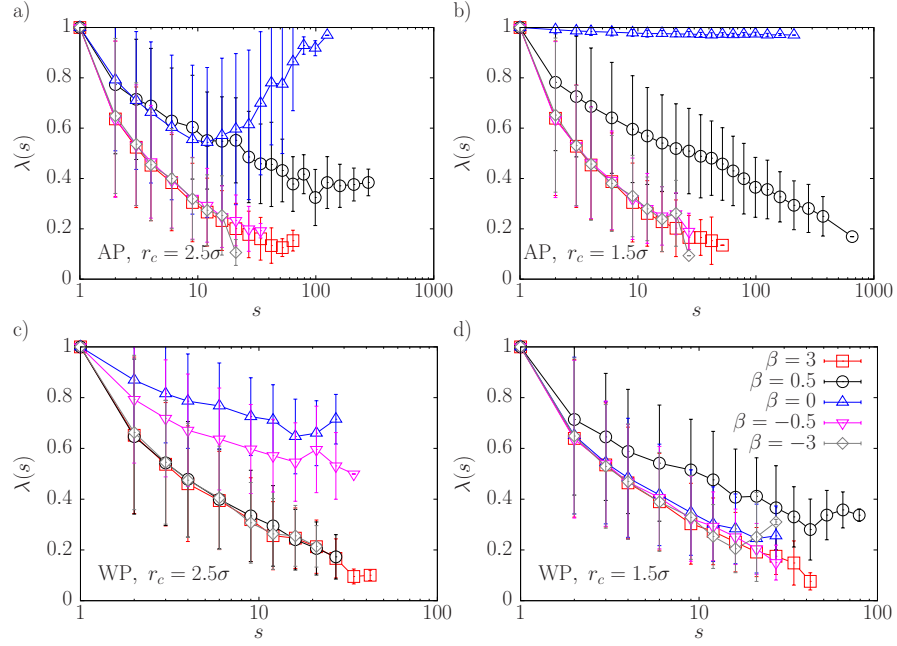 a)
b)
1
0.8
0.6
0.4
0.2
0
λ(s)
AP, r_c = 2.5σ
1 10 100 1000
s
1
0.8
0.6
0.4
0.2
0
λ(s)
AP, r_c = 1.5σ
1 10 100 1000
s
c)
d)
1
0.8
0.6
0.4
0.2
0
λ(s)
WP, r_c = 2.5σ
1 10 100
s
1
0.8
0.6
0.4
0.2
0
λ(s)
β = 3
β = 0.5
β = 0
β = −0.5
β = −3
WP, r_c = 1.5σ
1 10 100
s